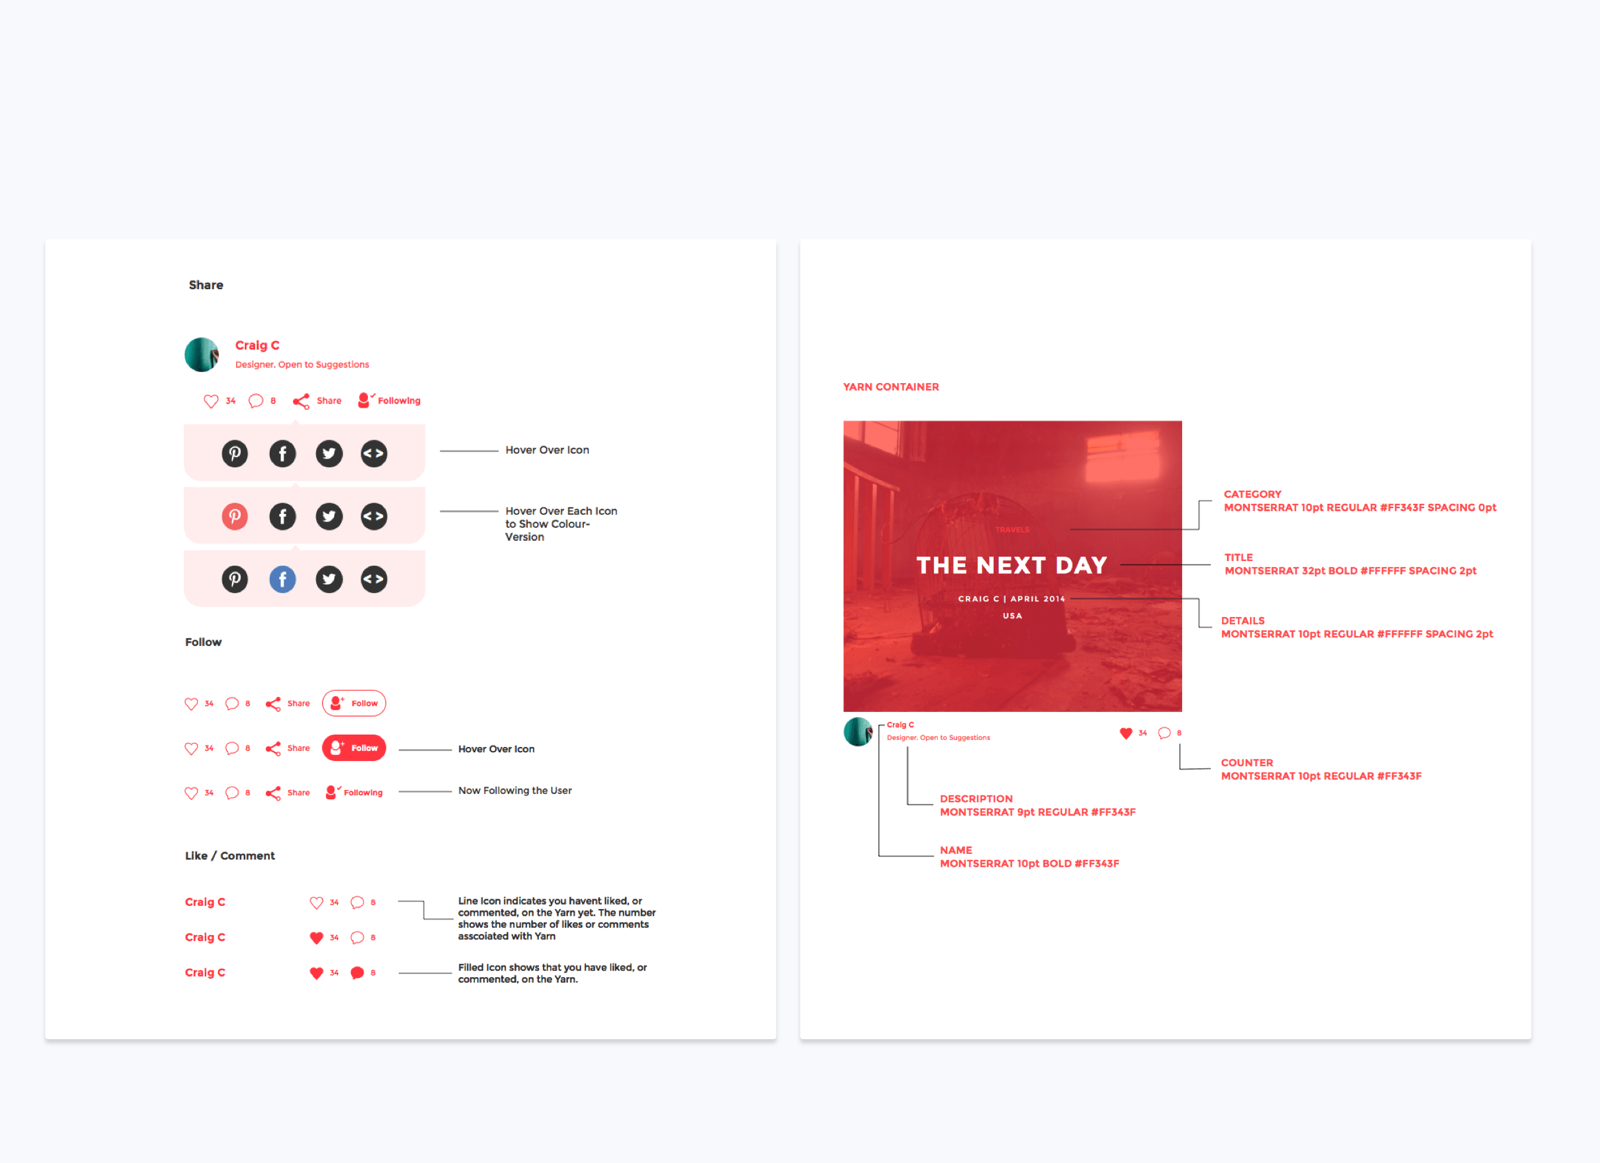 Share
Craig C
Designer. Open to Suggestions
34 8 Share Following
Hover Over Icon
Hover Over Each Icon
to Show Colour-
Version
Follow
34 8 Share Follow
34 8 Share Follow
Hover Over Icon
34 8 Share Following
Now Following the User
Like / Comment
Craig C 34 8
Line Icon indicates you havent liked, or
commented, on the Yarn yet. The number
shows the number of likes or comments
asscoiated with Yarn
Craig C 34 8
Craig C 34 8
Filled Icon shows that you have liked, or
commented, on the Yarn.
YARN CONTAINER
TRAVELS
THE NEXT DAY
CRAIG C | APRIL 2014
USA
CATEGORY
MONTSERRAT 10pt REGULAR #FF343F SPACING 0pt
TITLE
MONTSERRAT 32pt BOLD #FFFFFF SPACING 2pt
DETAILS
MONTSERRAT 10pt REGULAR #FFFFFF SPACING 2pt
Craig C
Designer. Open to Suggestions
34 8
COUNTER
MONTSERRAT 10pt REGULAR #FF343F
DESCRIPTION
MONTSERRAT 9pt REGULAR #FF343F
NAME
MONTSERRAT 10pt BOLD #FF343F